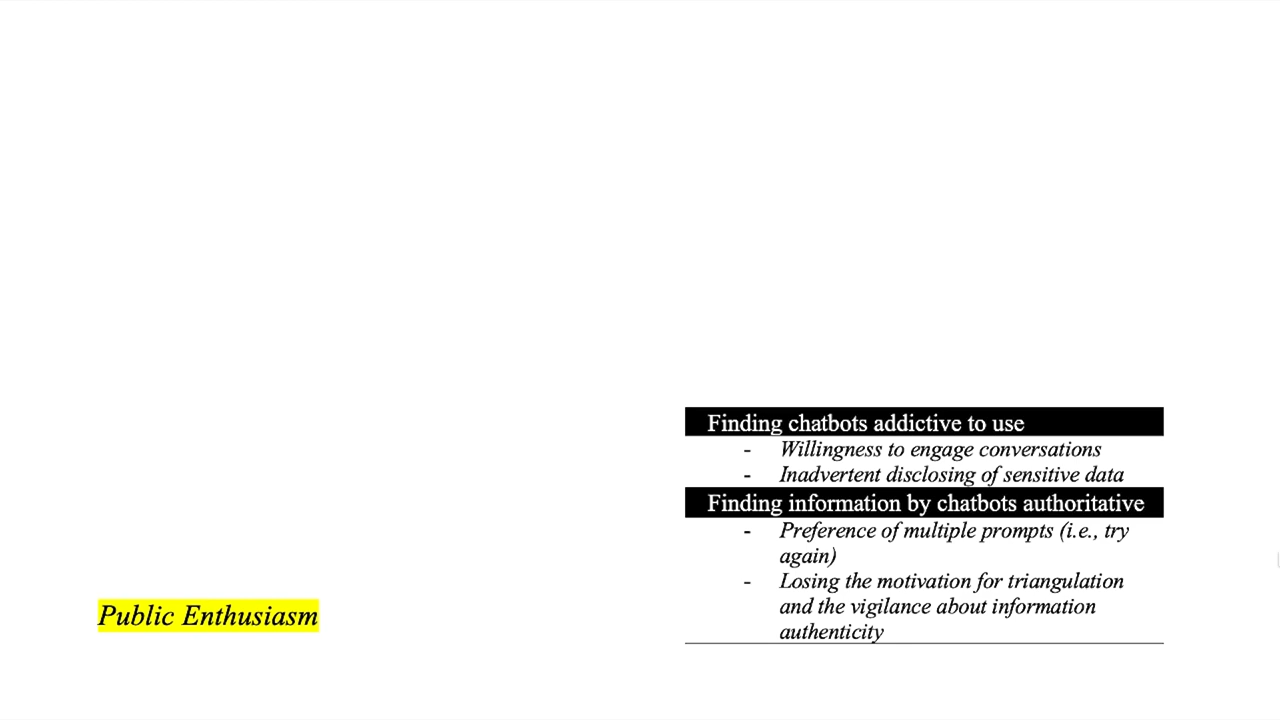 Finding chatbots addictive to use
- Willingness to engage conversations
- Inadvertent disclosing of sensitive data
Finding information by chatbots authoritative
- Preference of multiple prompts (i.e., try
again)
- Losing the motivation for triangulation
and the vigilance about information
authenticity
Public Enthusiasm